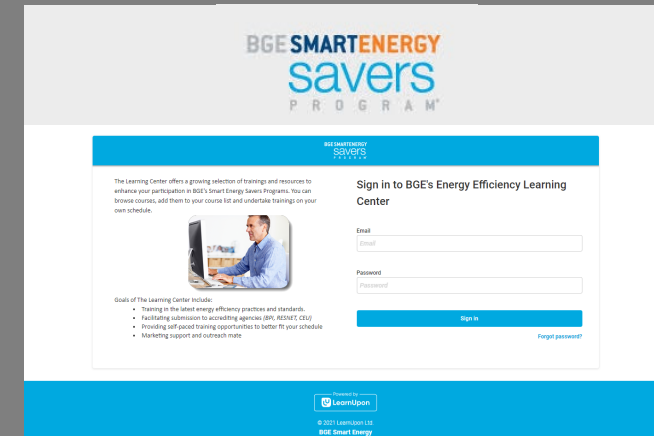 BGE SMARTENERGY
savers
PROGRAM®
BGE SMARTENERGY
savers
PROGRAM
The Learning Center offers a growing selection of trainings and resources to
enhance your participation in BGE's Smart Energy Savers Programs. You can
browse courses, add them to your course list and undertake trainings on your
own schedule.
Goals of The Learning Center Include:
• Training in the latest energy efficiency practices and standards.
• Facilitating submission to accrediting agencies (BPI, RESNET, CEU)
• Providing self-paced training opportunities to better fit your schedule
• Marketing support and outreach mate
Sign in to BGE's Energy Efficiency Learning
Center
Email
Email
Password
Password
Sign in
Forgot password?
Powered by
LearnUpon
© 2021 LearnUpon Ltd.
BGE Smart Energy